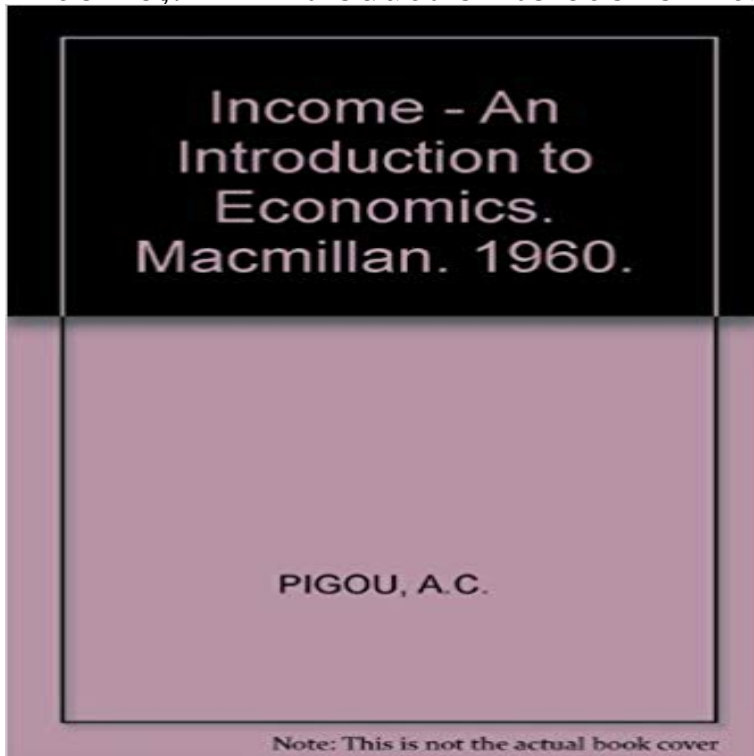 Income - An
Introduction to
Economics.
Macmillan. 1960.
PIGOU, A.C.
Note: This is not the actual book cover